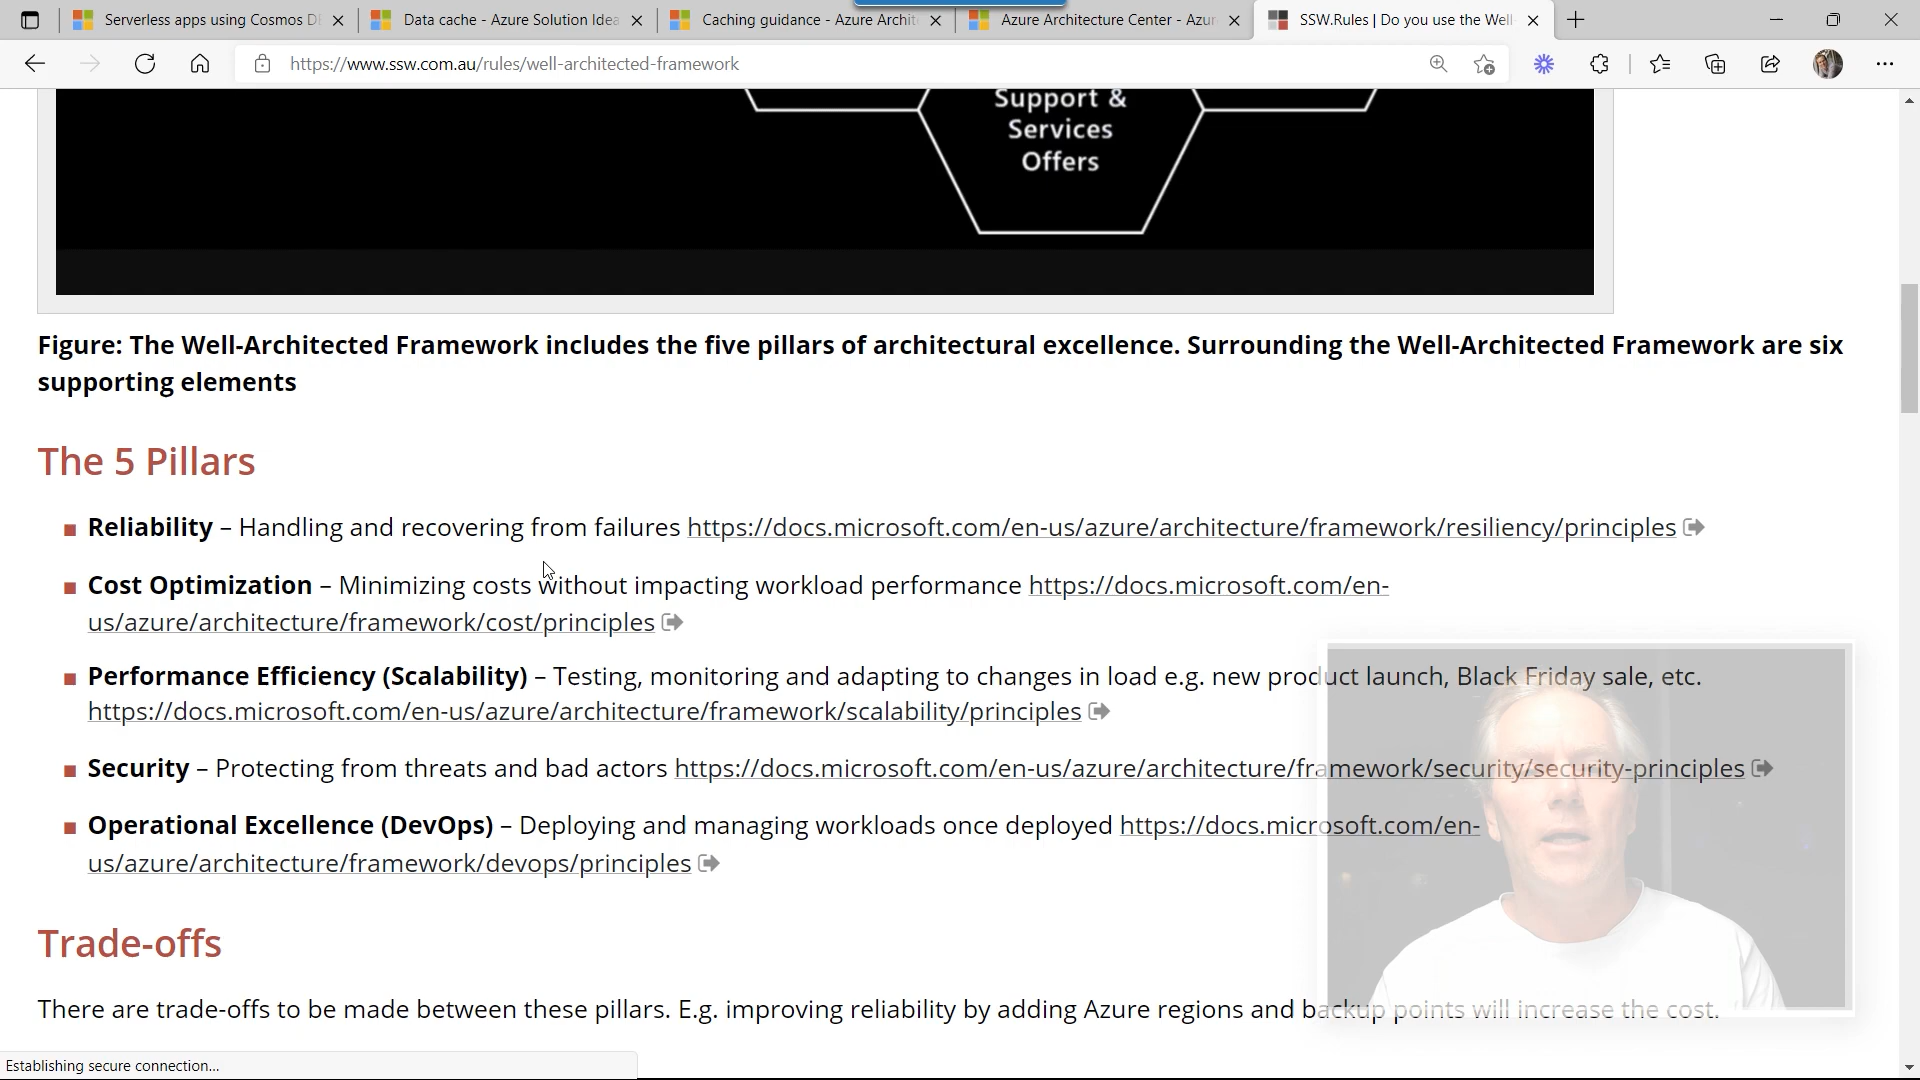 Serverless apps using Cosmos D
Data cache - Azure Solution Idea
Caching guidance - Azure Archit
Azure Architecture Center - Azur
SSW.Rules | Do you use the Well-
https://www.ssw.com.au/rules/well-architected-framework
Support &
Services
Offers
Figure: The Well-Architected Framework includes the five pillars of architectural excellence. Surrounding the Well-Architected Framework are six
supporting elements
The 5 Pillars
Reliability – Handling and recovering from failures https://docs.microsoft.com/en-us/azure/architecture/framework/resiliency/principles
Cost Optimization – Minimizing costs without impacting workload performance https://docs.microsoft.com/en-
us/azure/architecture/framework/cost/principles
Performance Efficiency (Scalability) – Testing, monitoring and adapting to changes in load e.g. new product launch, Black Friday sale, etc.
https://docs.microsoft.com/en-us/azure/architecture/framework/scalability/principles
Security – Protecting from threats and bad actors https://docs.microsoft.com/en-us/azure/architecture/framework/security/security-principles
Operational Excellence (DevOps) – Deploying and managing workloads once deployed https://docs.microsoft.com/en-
us/azure/architecture/framework/devops/principles
Trade-offs
There are trade-offs to be made between these pillars. E.g. improving reliability by adding Azure regions and backup points will increase the cost.
Establishing secure connection...